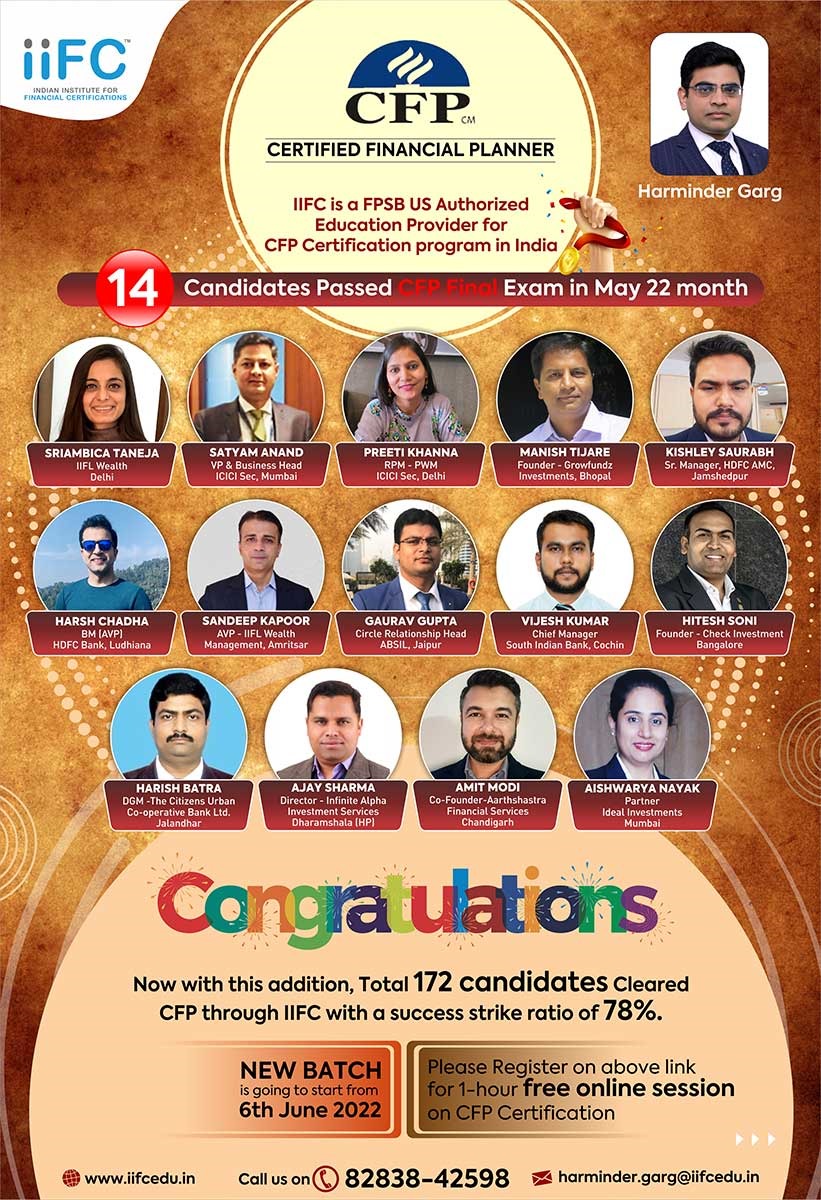 iiFC™
INDIAN INSTITUTE FOR
FINANCIAL CERTIFICATIONS
CFP CM
CERTIFIED FINANCIAL PLANNER
IIFC is a FPSB US Authorized
Education Provider for
CFP Certification program in India
Harminder Garg
14 Candidates Passed CFP Final Exam in May 22 month
SRIAMBICA TANEJA
IIFL Wealth
Delhi
SATYAM ANAND
VP & Business Head
ICICI Sec, Mumbai
PREETI KHANNA
RPM - PWM
ICICI Sec, Delhi
MANISH TIJARE
Founder - Growfundz
Investments, Bhopal
KISHLEY SAURABH
Sr. Manager, HDFC AMC,
Jamshedpur
HARSH CHADHA
BM (AVP)
HDFC Bank, Ludhiana
SANDEEP KAPOOR
AVP - IIFL Wealth
Management, Amritsar
GAURAV GUPTA
Circle Relationship Head
ABSIL, Jaipur
VIJESH KUMAR
Chief Manager
South Indian Bank, Cochin
HITESH SONI
Founder - Check Investment
Bangalore
HARISH BATRA
DGM -The Citizens Urban
Co-operative Bank Ltd.
Jalandhar
AJAY SHARMA
Director - Infinite Alpha
Investment Services
Dharamshala (HP)
AMIT MODI
Co-Founder-Aarthshastra
Financial Services
Chandigarh
AISHWARYA NAYAK
Partner
Ideal Investments
Mumbai
Congratulations
Now with this addition, Total 172 candidates Cleared
CFP through IIFC with a success strike ratio of 78%.
NEW BATCH
is going to start from
6th June 2022
Please Register on above link
for 1-hour free online session
on CFP Certification
www.iifcedu.in
Call us on 82838-42598
harminder.garg@iifcedu.in